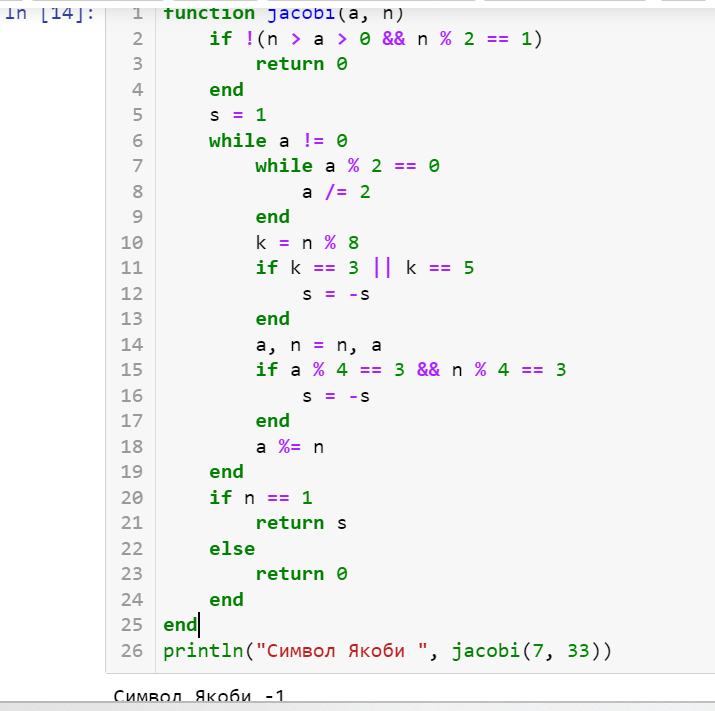 In [14]:
1 function jacobi(a, n)
2 if !(n > a > 0 && n % 2 == 1)
3 return 0
4 end
5 s = 1
6 while a != 0
7 while a % 2 == 0
8 a /= 2
9 end
10 k = n % 8
11 if k == 3 || k == 5
12 s = -s
13 end
14 a, n = n, a
15 if a % 4 == 3 && n % 4 == 3
16 s = -s
17 end
18 a %= n
19 end
20 if n == 1
21 return s
22 else
23 return 0
24 end
25 end
26 println("Символ Якоби ", jacobi(7, 33))
Символ Якоби -1